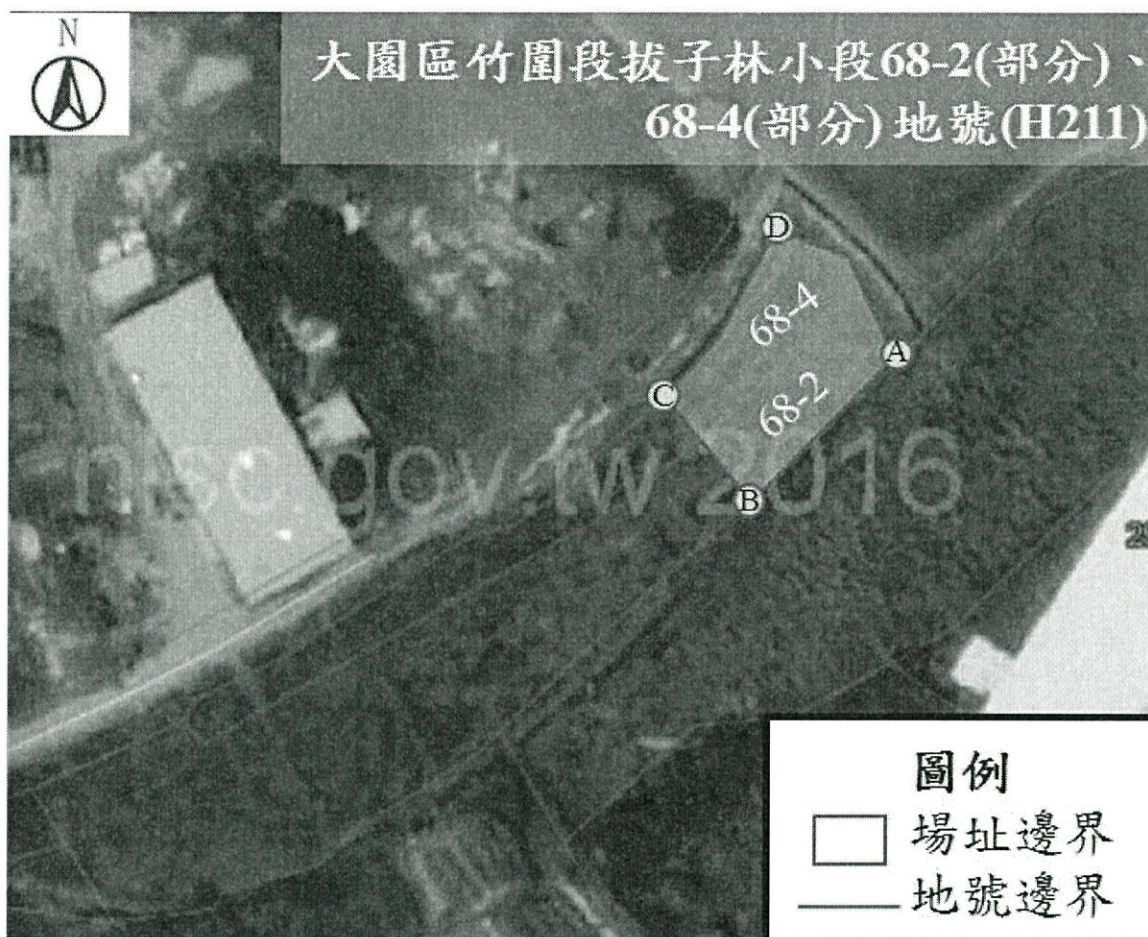 N
大園區竹圍段拔子林小段68-2(部分)、
68-4(部分)地號(H211)
D
68-4
A
C
68-2
nlsc.gov.tw 2016
B
圖例
場址邊界
地號邊界